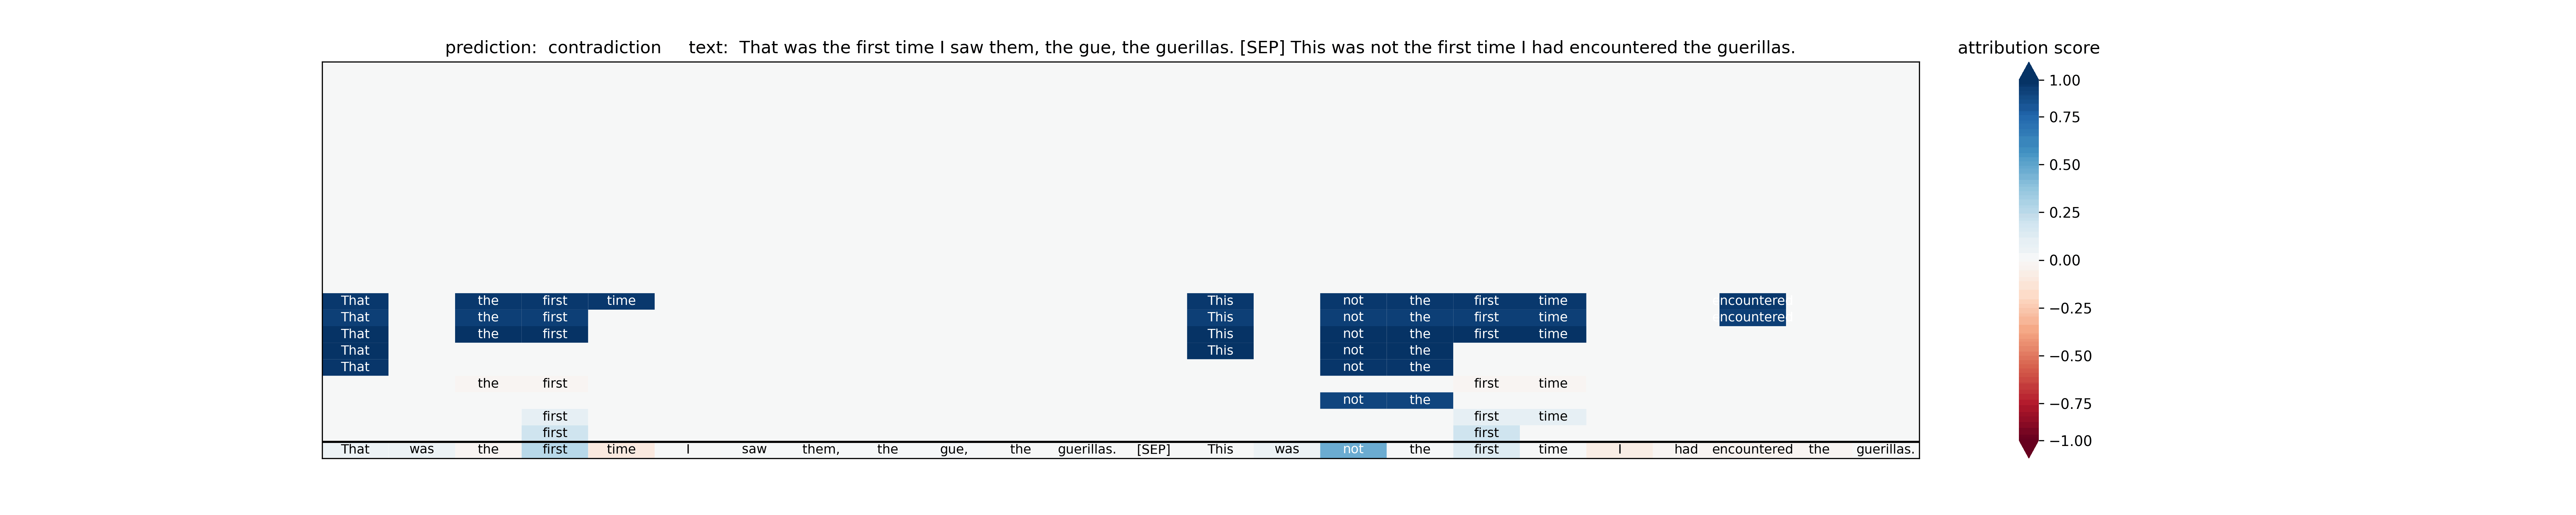 prediction:  contradiction     text:  That was the first time I saw them, the gue, the guerillas. [SEP] This was not the first time I had encountered the guerillas.
attribution score
1.00
0.75
0.50
0.25
0.00
−0.25
−0.50
−0.75
−1.00
That the first time This not the first time ncountere
That the first This not the first time ncountere
That the first This not the first time
That This not the
That not the
the first first time
not the
first first time
first first
That was the first time I saw them, the gue, the guerillas. [SEP] This was not the first time I had encountered the guerillas.